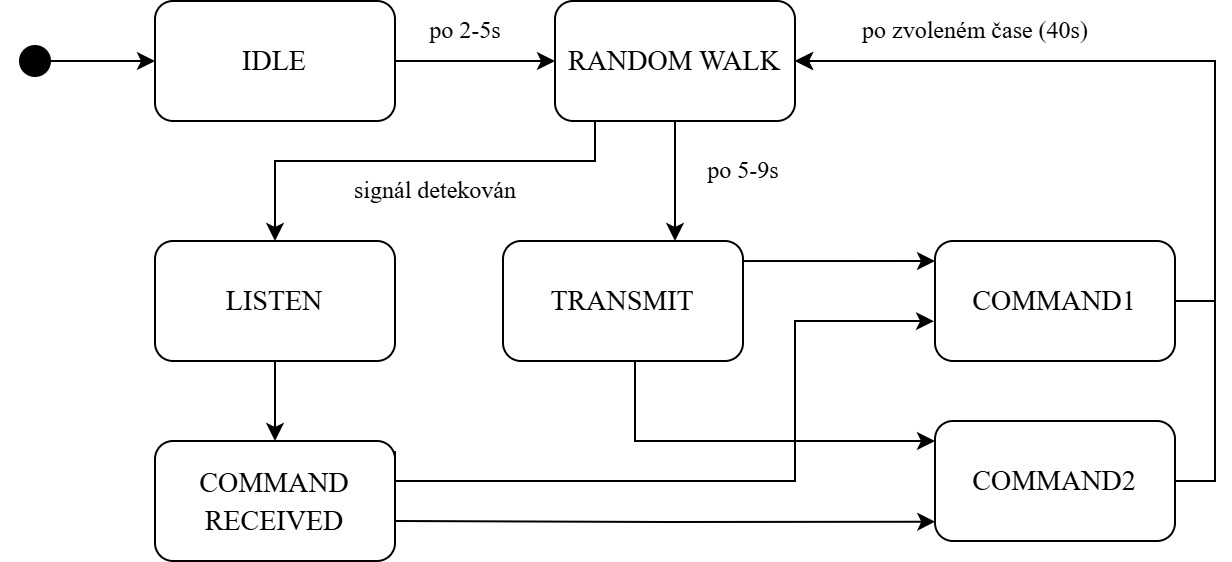 po 2-5s
po zvoleném čase (40s)
IDLE
RANDOM WALK
po 5-9s
signál detekován
LISTEN
TRANSMIT
COMMAND1
COMMAND
RECEIVED
COMMAND2